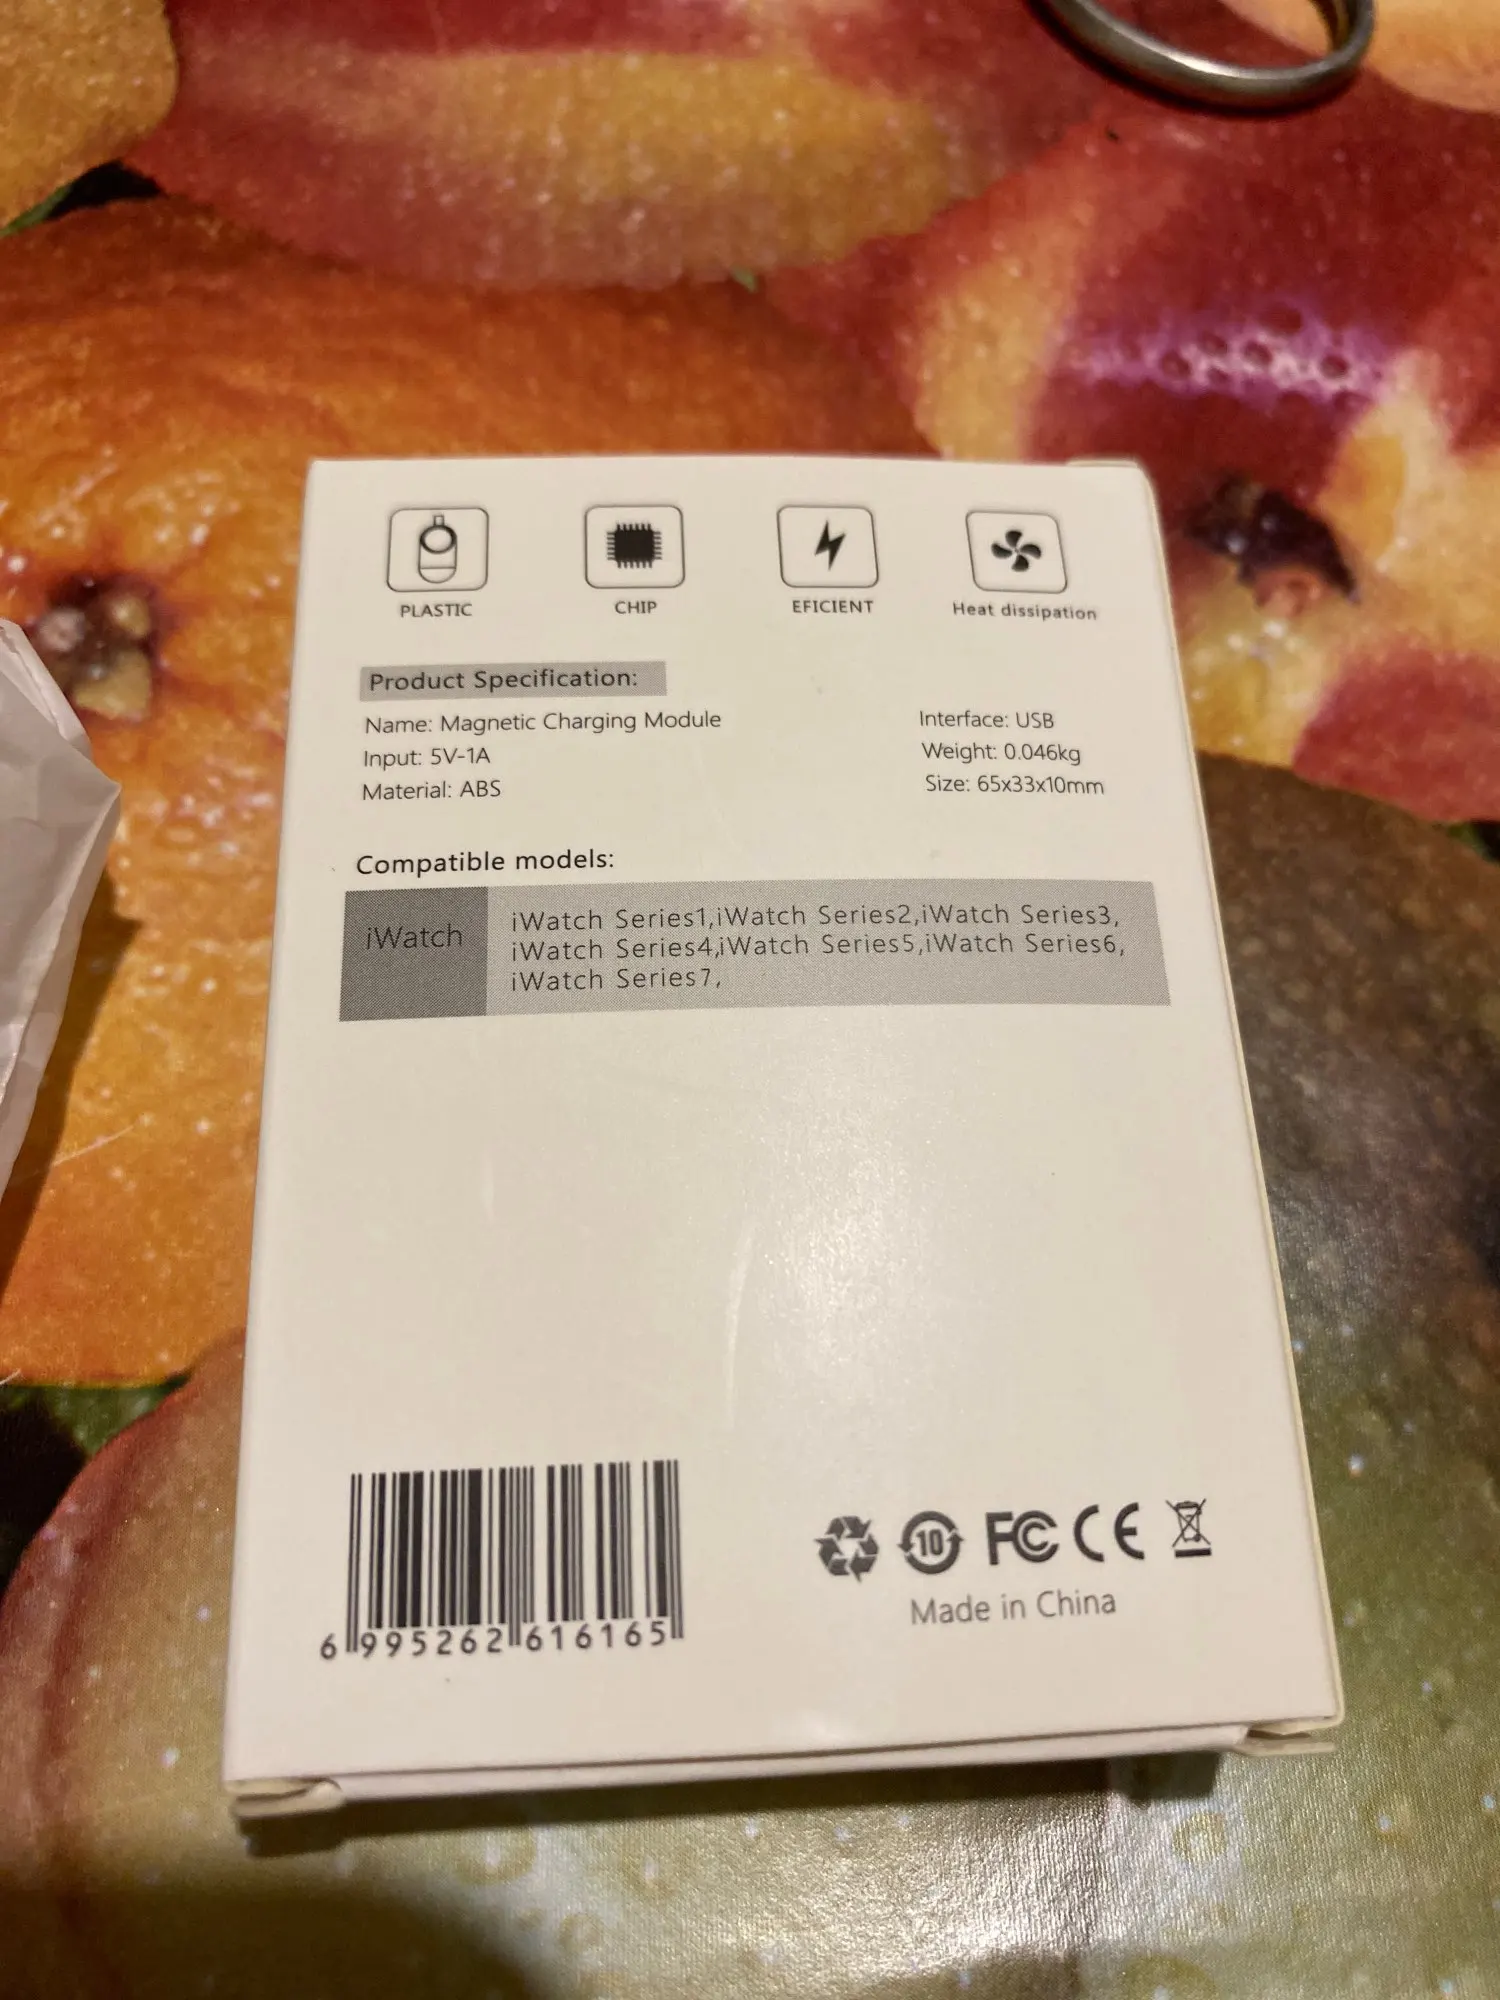 PLASTIC CHIP EFICIENT Heat dissipation
Product Specification:
Name: Magnetic Charging Module
Input: 5V-1A
Material: ABS
Interface: USB
Weight: 0.046kg
Size: 65x33x10mm
Compatible models:
iWatch
iWatch Series1,iWatch Series2,iWatch Series3,
iWatch Series4,iWatch Series5,iWatch Series6,
iWatch Series7,
6 995262 616165
10 FC CE
Made in China